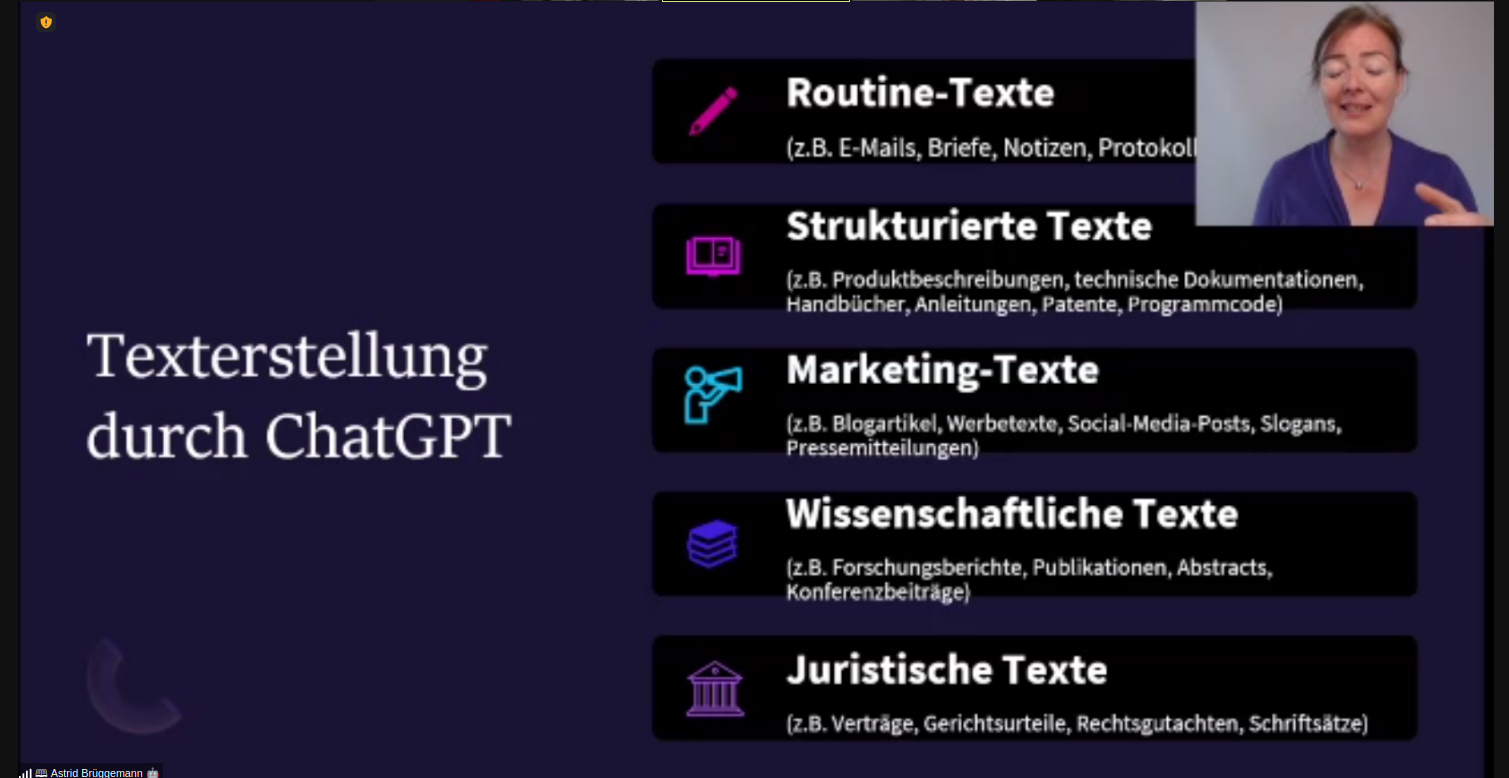 Texterstellung
durch ChatGPT
Routine-Texte
(z.B. E-Mails, Briefe, Notizen,
Strukturierte Texte
(z.B. Produktbeschreibungen, technische Dokumentationen,
Handbücher, Anleitungen, Patente, Programmcode)
Marketing-Texte
(z.B. Blogartikel, Werbetexte, Social-Media-Posts, Slogans,
Pressemitteilungen)
Wissenschaftliche Texte
(z.B. Forschungsberichte, Publikationen, Abstracts,
Konferenzbeiträge)
Juristische Texte
(z.B. Verträge, Gerichtsurteile, Rechtsgutachten, Schriftsätze)
Astrid Brüggemann